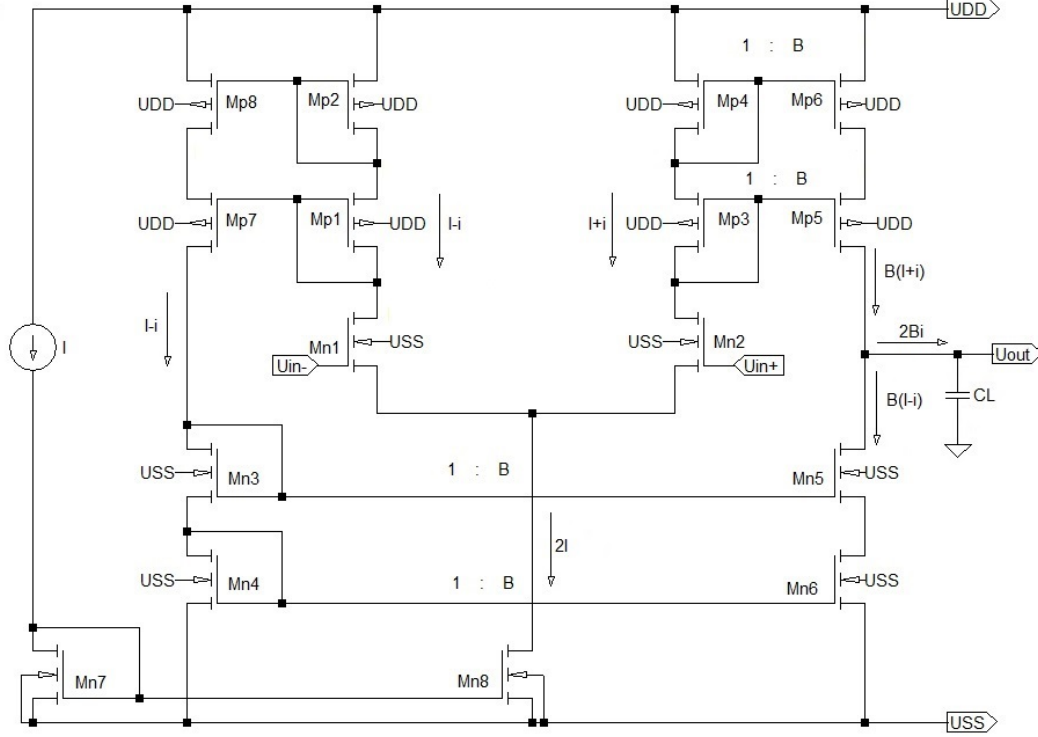 UDD
1 : B
UDD Mp8 Mp2 UDD
UDD Mp4 Mp6 UDD
1 : B
UDD Mp7 Mp1 UDD I-i
I+i UDD Mp3 Mp5 UDD
B(I+i)
I-i
I
Mn1 USS
USS Mn2
2Bi
Uin-
Uin+
Uout
B(I-i)
CL
USS Mn3
1 : B
Mn5 USS
2I
USS Mn4
1 : B
Mn6 USS
Mn7
Mn8
USS